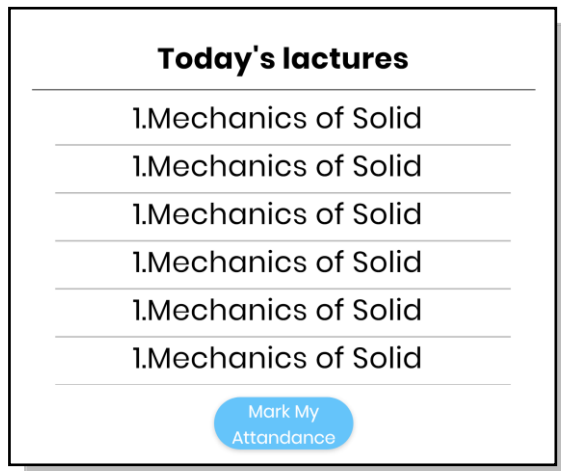 Today's lactures
1.Mechanics of Solid
1.Mechanics of Solid
1.Mechanics of Solid
1.Mechanics of Solid
1.Mechanics of Solid
1.Mechanics of Solid
Mark My
Attandance